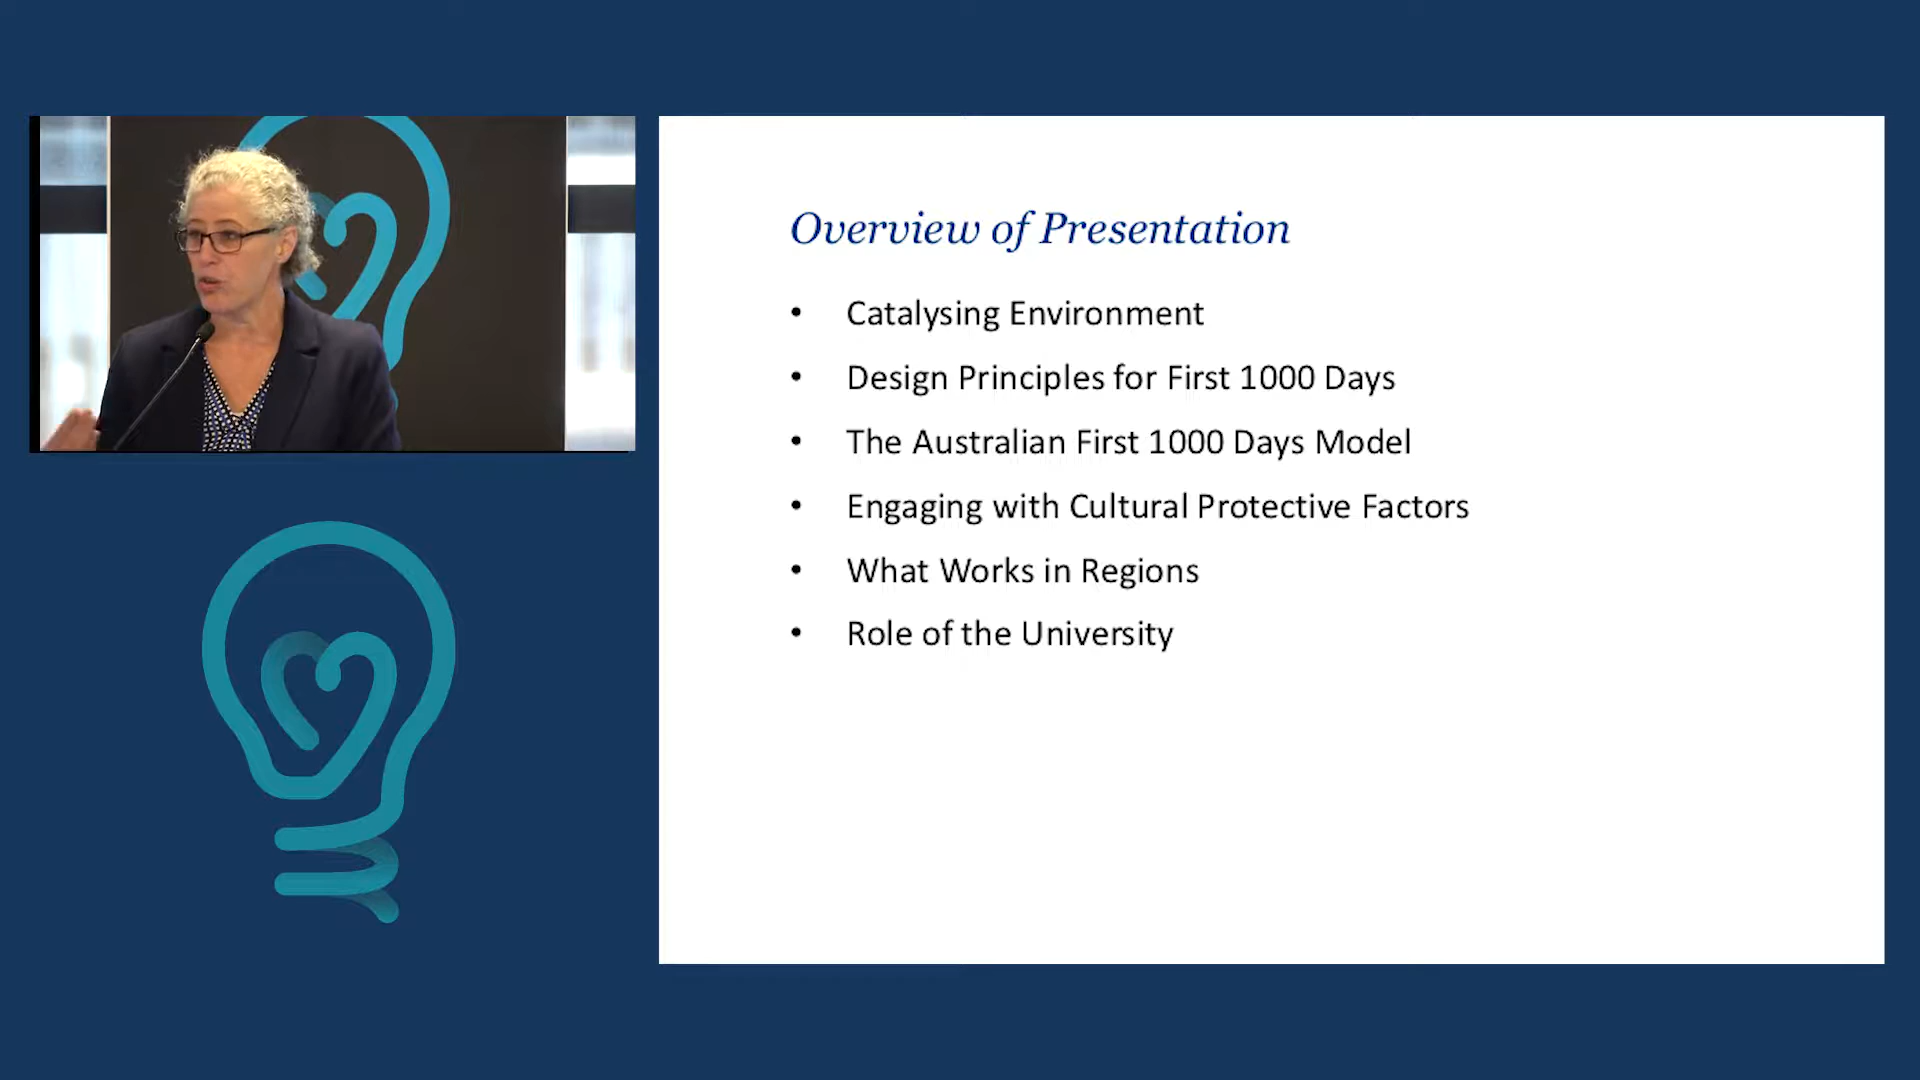 Overview of Presentation
• Catalysing Environment
• Design Principles for First 1000 Days
• The Australian First 1000 Days Model
• Engaging with Cultural Protective Factors
• What Works in Regions
• Role of the University